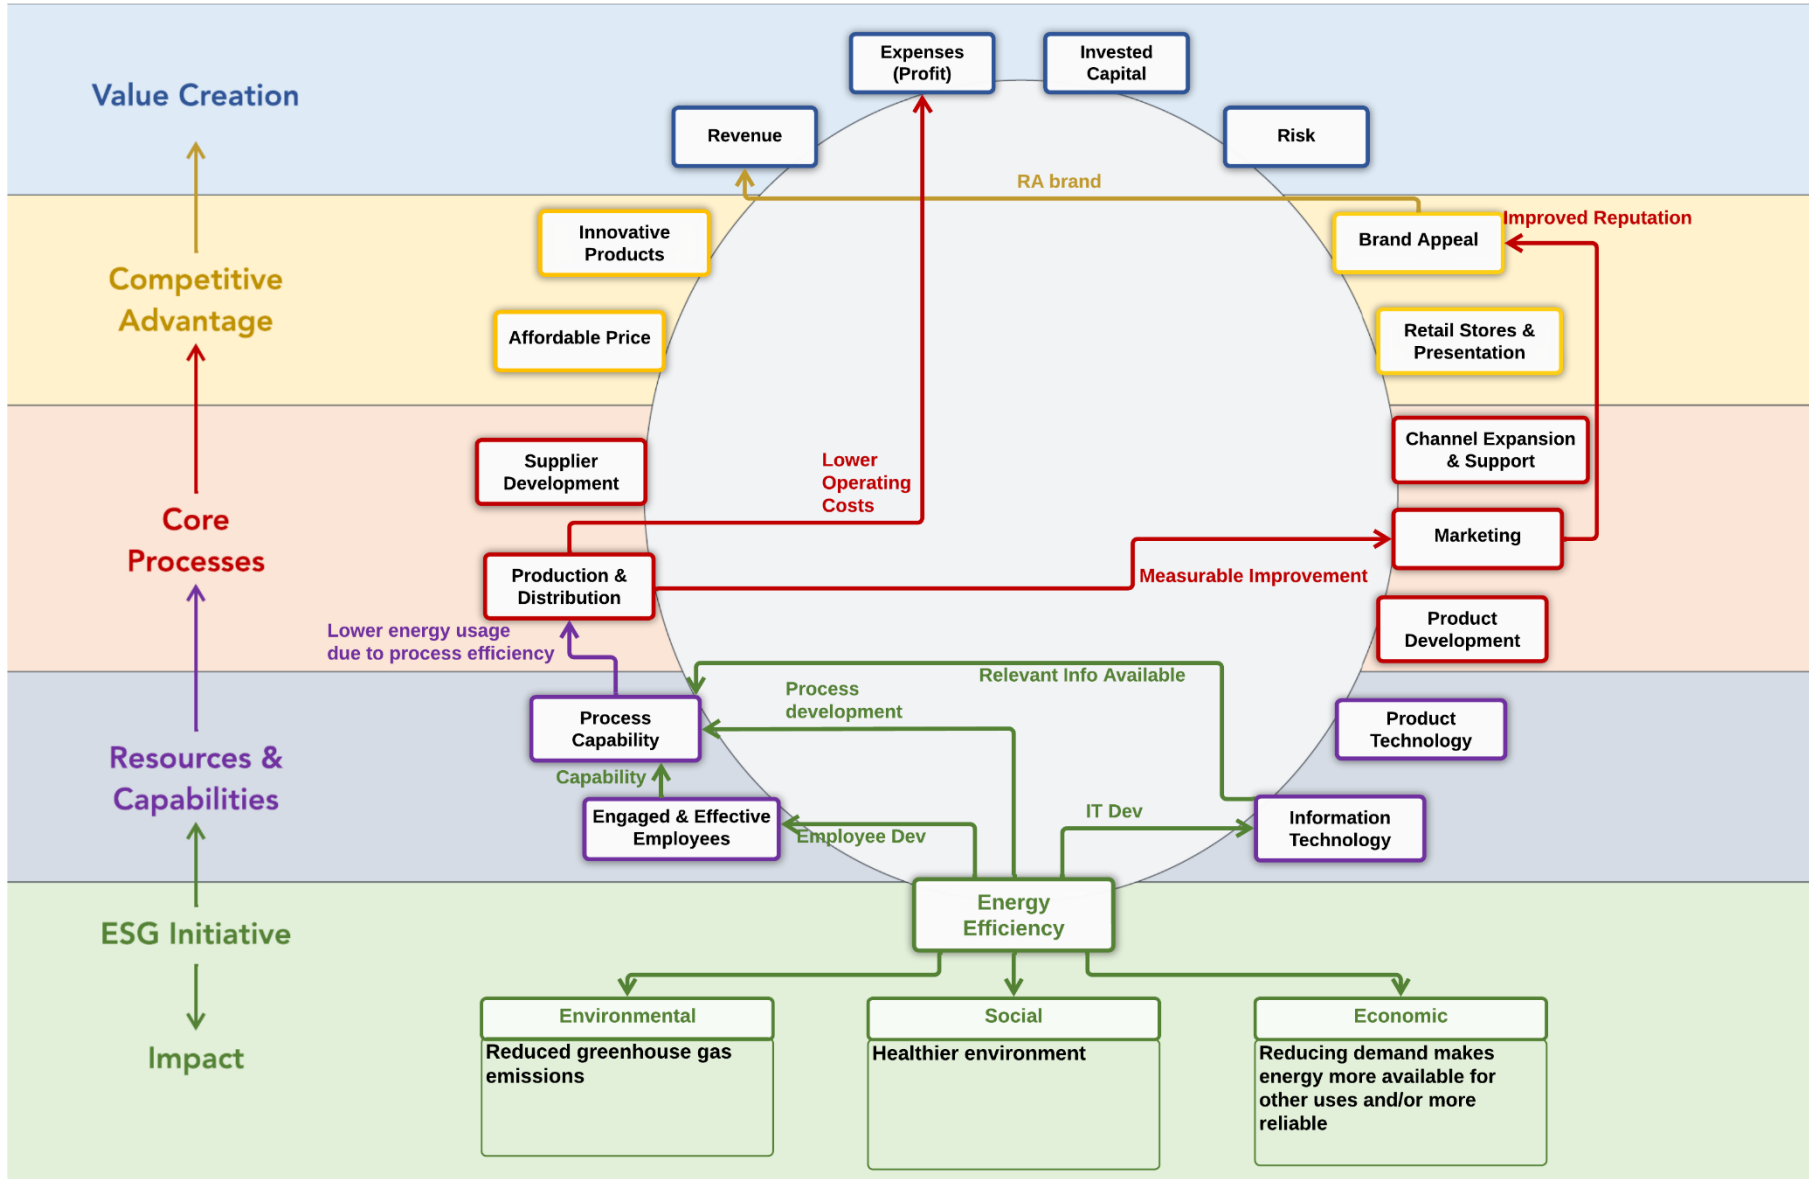 Expenses
(Profit)
Invested
Capital
Value Creation
Revenue
Risk
RA brand
Improved Reputation
Innovative
Products
Brand Appeal
Competitive
Advantage
Affordable Price
Retail Stores &
Presentation
Supplier
Development
Lower
Operating
Costs
Channel Expansion
& Support
Core
Processes
Production &
Distribution
Marketing
Measurable Improvement
Lower energy usage
due to process efficiency
Product
Development
Relevant Info Available
Process
development
Process
Capability
Product
Technology
Resources &
Capabilities
Capability
Engaged & Effective
Employees
Employee Dev
IT Dev
Information
Technology
Energy
Efficiency
ESG Initiative
Impact
Environmental
Reduced greenhouse gas
emissions
Social
Healthier environment
Economic
Reducing demand makes
energy more available for
other uses and/or more
reliable